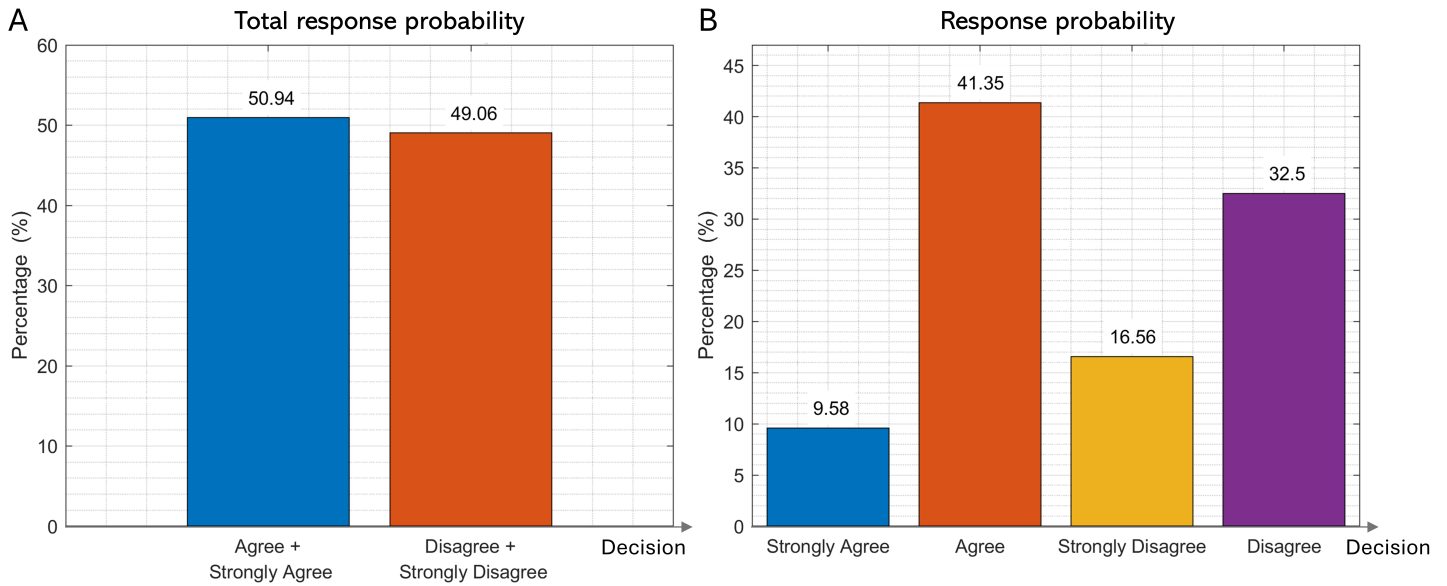 A
Total response probability
60
50
40
30
20
10
0
Percentage (%)
50.94
49.06
Agree +
Strongly Agree
Disagree +
Strongly Disagree
Decision
B
Response probability
45
40
35
30
25
20
15
10
5
0
Percentage (%)
9.58
41.35
16.56
32.5
Strongly Agree
Agree
Strongly Disagree
Disagree
Decision